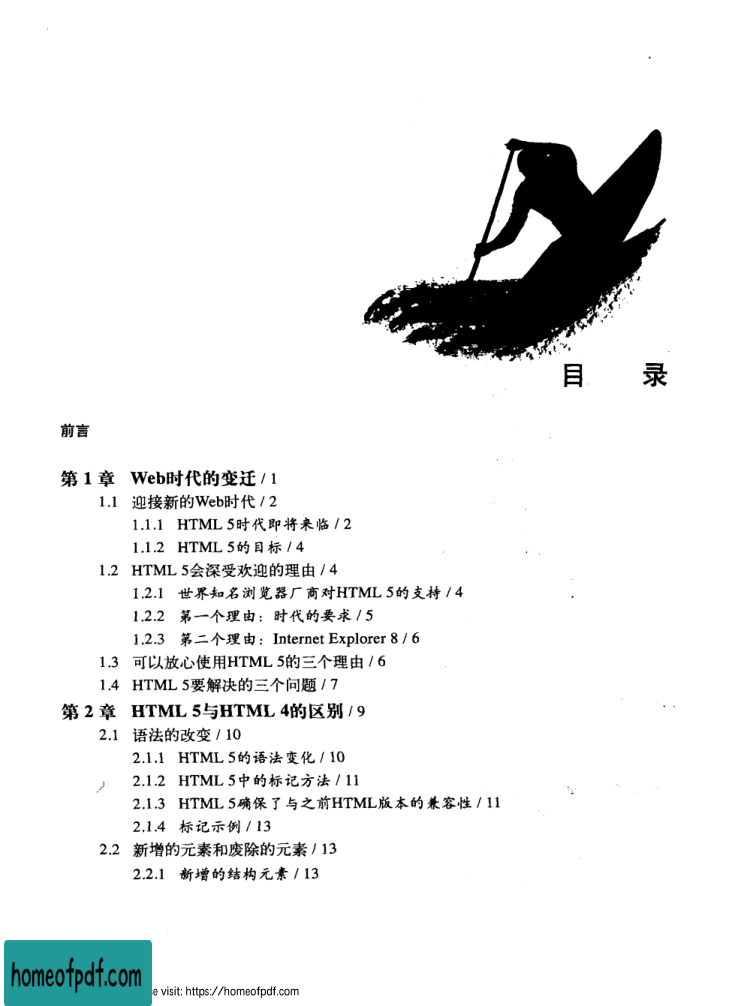 目 录
前言
第 1 章 Web时代的变迁 / 1
1.1 迎接新的Web时代 / 2
1.1.1 HTML 5时代即将来临 / 2
1.1.2 HTML 5的目标 / 4
1.2 HTML 5会深受欢迎的理由 / 4
1.2.1 世界知名浏览器厂商对HTML 5的支持 / 4
1.2.2 第一个理由：时代的要求 / 5
1.2.3 第二个理由：Internet Explorer 8 / 6
1.3 可以放心使用HTML 5的三个理由 / 6
1.4 HTML 5要解决的三个问题 / 7
第 2 章 HTML 5与HTML 4的区别 / 9
2.1 语法的改变 / 10
2.1.1 HTML 5的语法变化 / 10
2.1.2 HTML 5中的标记方法 / 11
2.1.3 HTML 5确保了与之前HTML版本的兼容性 / 11
2.1.4 标记示例 / 13
2.2 新增的元素和废除的元素 / 13
2.2.1 新增的结构元素 / 13
homeofpdf.com
e visit: https://homeofpdf.com